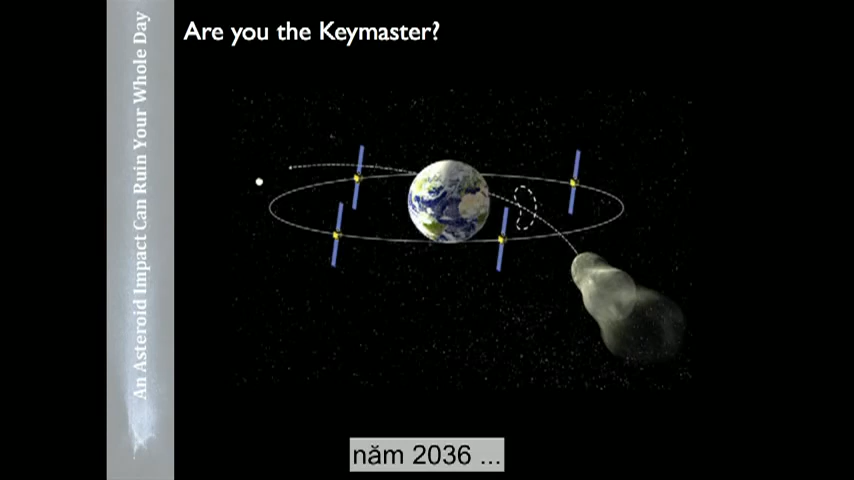 Are you the Keymaster?
An Asteroid Impact Can Ruin Your Whole Day
năm 2036 ...